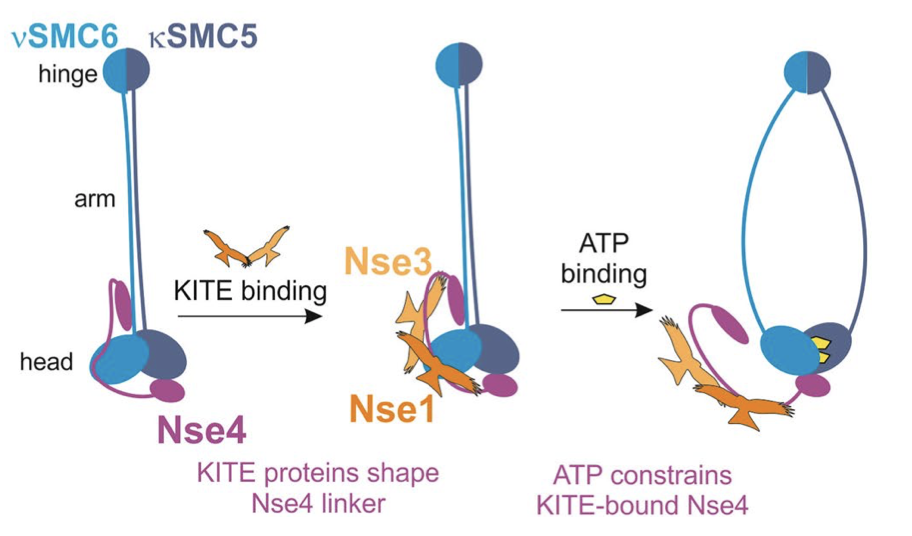 νSMC6 κSMC5
hinge
arm
head
Nse4
KITE binding
Nse3
Nse1
KITE proteins shape
Nse4 linker
ATP
binding
ATP constrains
KITE-bound Nse4